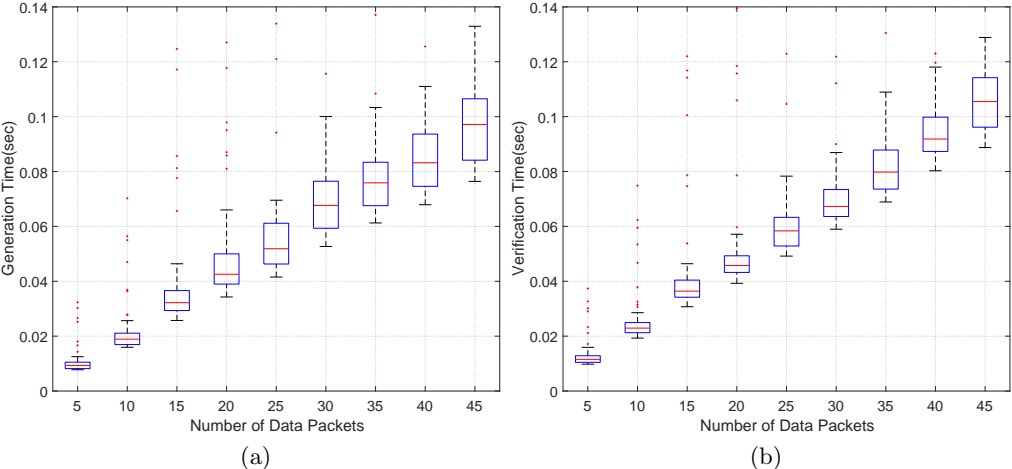 Generation Time(sec)
0.14
0.12
0.1
0.08
0.06
0.04
0.02
0
5 10 15 20 25 30 35 40 45
Number of Data Packets
(a)
Verification Time(sec)
0.14
0.12
0.1
0.08
0.06
0.04
0.02
0
5 10 15 20 25 30 35 40 45
Number of Data Packets
(b)